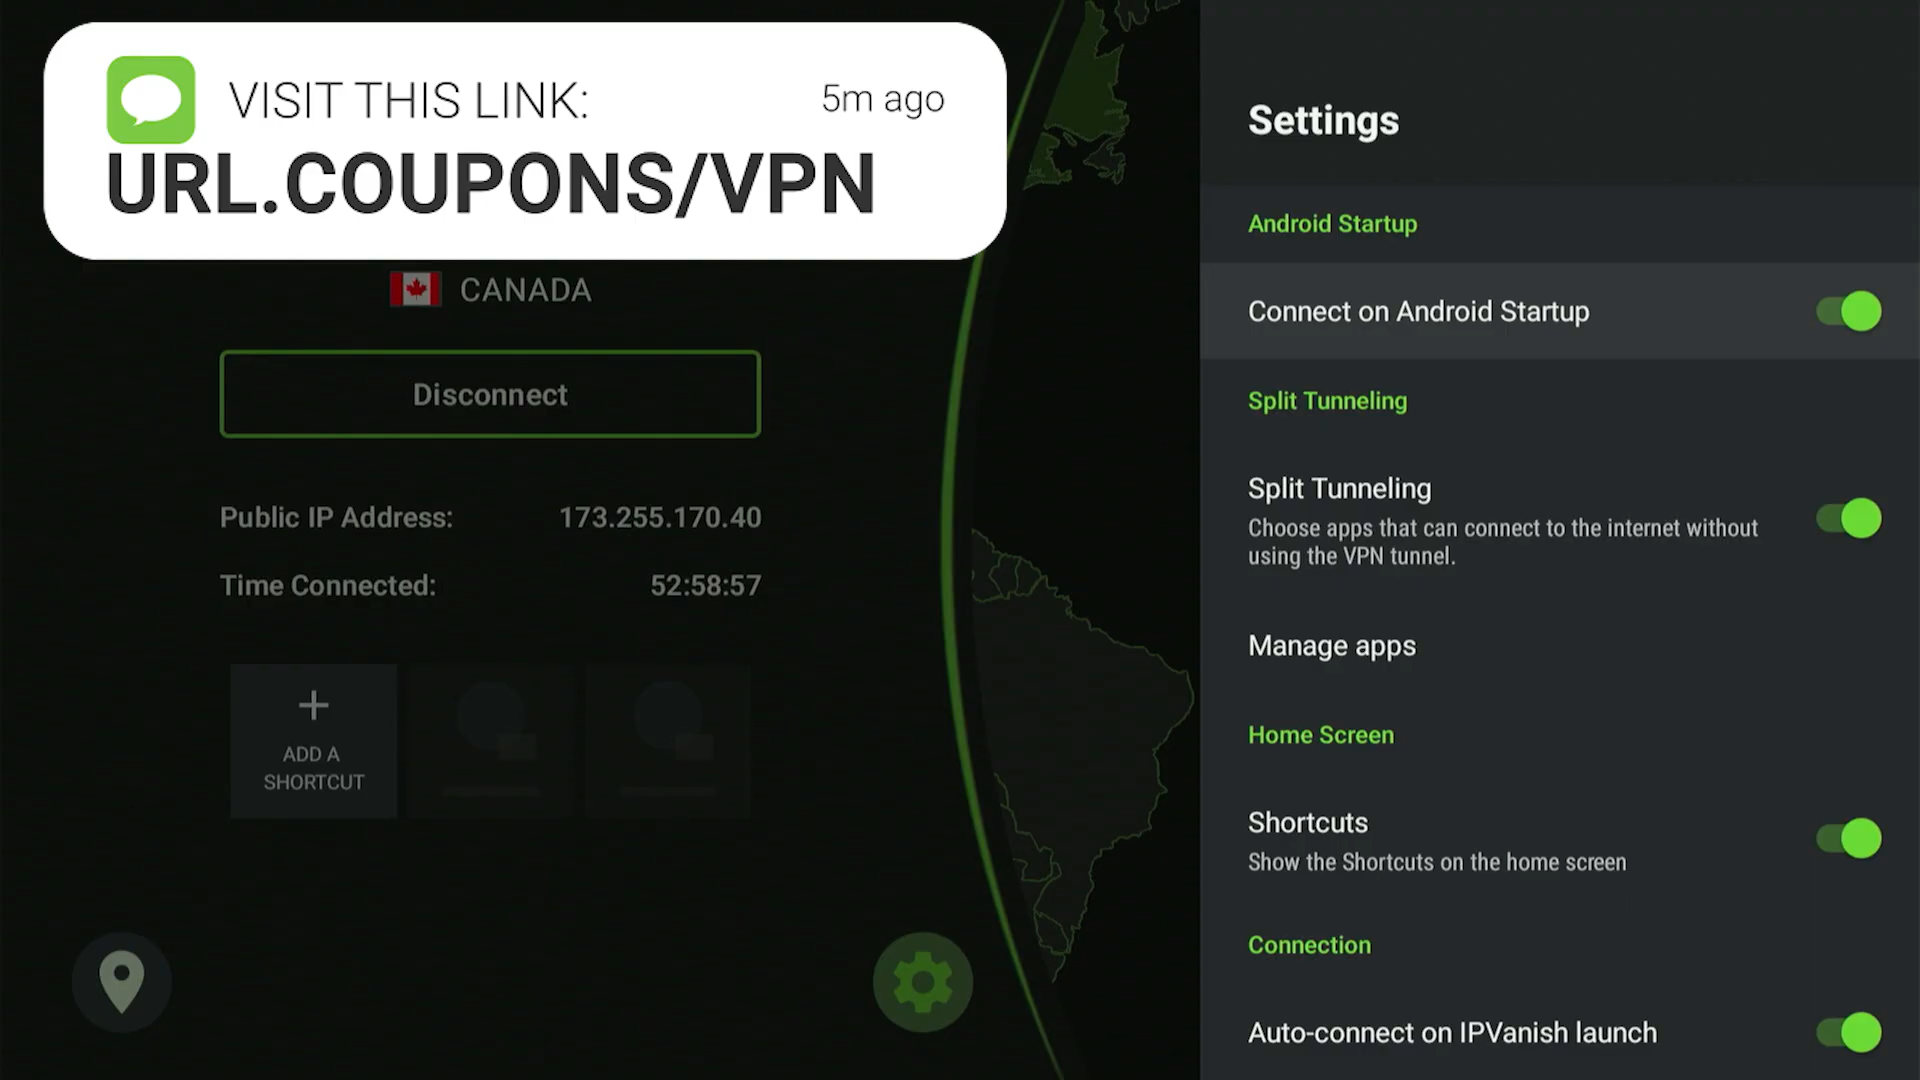 VISIT THIS LINK:
5m ago
URL.COUPONS/VPN
CANADA
Disconnect
Public IP Address: 173.255.170.40
Time Connected: 52:58:57
ADD A
SHORTCUT
Settings
Android Startup
Connect on Android Startup
Split Tunneling
Split Tunneling
Choose apps that can connect to the internet without
using the VPN tunnel.
Manage apps
Home Screen
Shortcuts
Show the Shortcuts on the home screen
Connection
Auto-connect on IPVanish launch